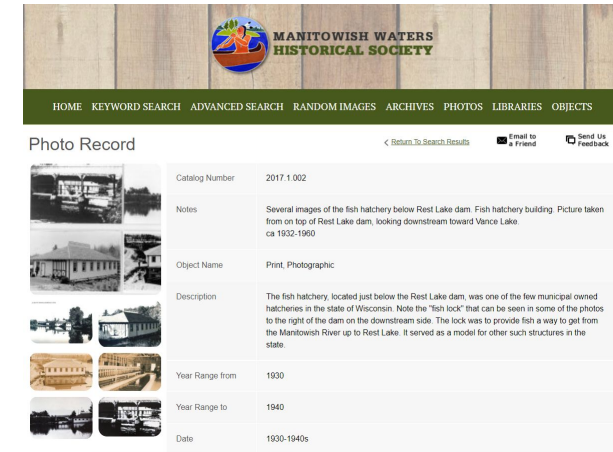 MANITOWISH WATERS
HISTORICAL SOCIETY
HOME KEYWORD SEARCH ADVANCED SEARCH RANDOM IMAGES ARCHIVES PHOTOS LIBRARIES OBJECTS
Photo Record
Return To Search Results
Email to
a Friend
Send Us
Feedback
Catalog Number 2017.1.002
Notes Several images of the fish hatchery below Rest Lake dam. Fish hatchery building. Picture taken
from on top of Rest Lake dam, looking downstream toward Vance Lake.
ca 1932-1960
Object Name Print, Photographic
Description The fish hatchery, located just below the Rest Lake dam, was one of the few municipal owned
hatcheries in the state of Wisconsin. Note the "fish lock" that can be seen in some of the photos
to the right of the dam on the downstream side. The lock was to provide fish a way to get from
the Manitowish River up to Rest Lake. It served as a model for other such structures in the
state.
Year Range from 1930
Year Range to 1940
Date 1930-1940s